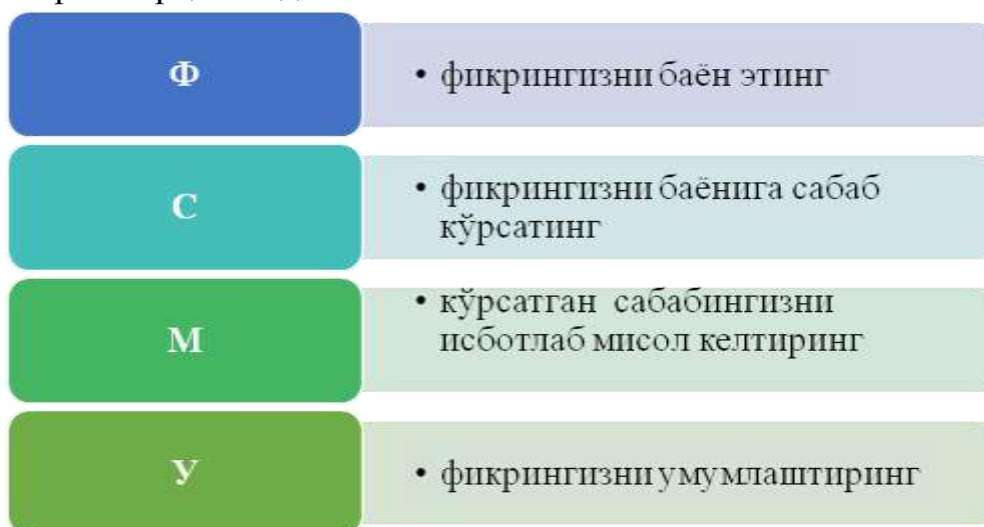 Ф
• фикрингизни баён этинг
С
• фикрингизни баёнига сабаб
кўрсатинг
М
• кўрсатган сабабингизни
исботлаб мисол келтиринг
У
• фикрингизни умумлаштиринг